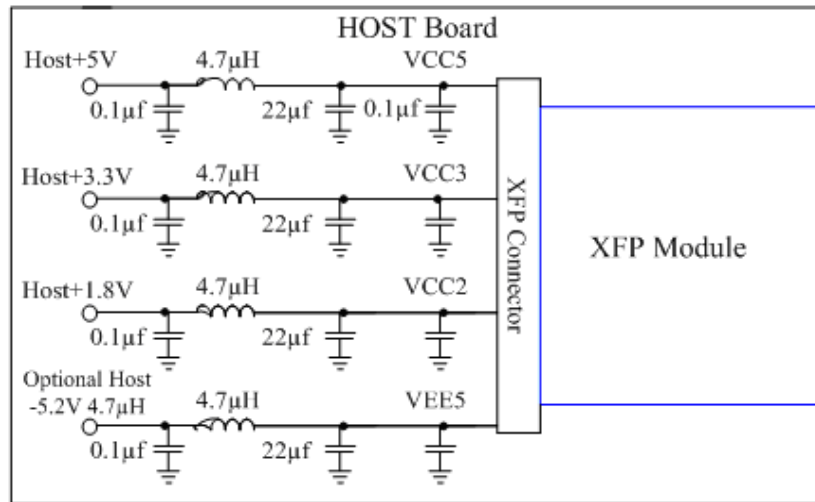 HOST Board
Host+5V 4.7µH VCC5
0.1µf 22µf 0.1µf
Host+3.3V 4.7µH VCC3
0.1µf 22µf
XFP Connector
XFP Module
Host+1.8V 4.7µH VCC2
0.1µf 22µf
Optional Host
-5.2V 4.7µH 4.7µH VEE5
0.1µf 22µf